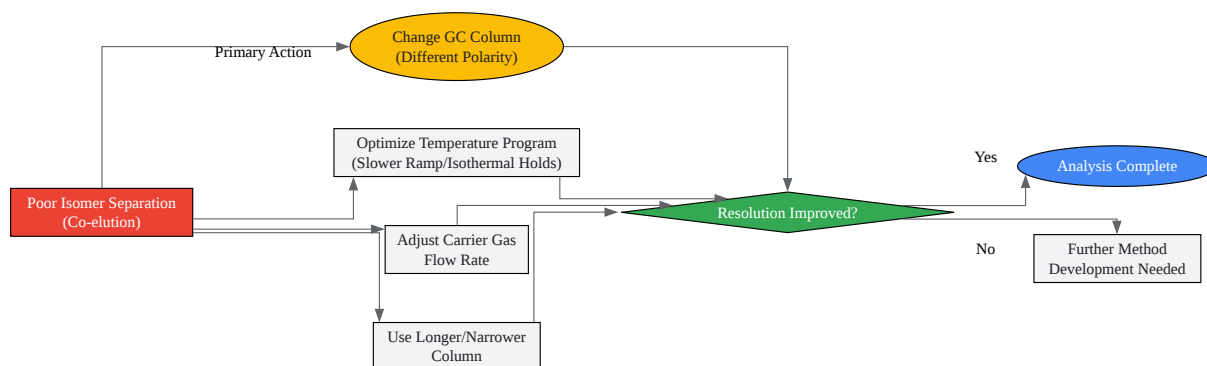 Change GC Column
(Different Polarity)
Primary Action
Optimize Temperature Program
(Slower Ramp/Isothermal Holds)
Poor Isomer Separation
(Co-elution)
Adjust Carrier Gas
Flow Rate
Use Longer/Narrower
Column
Resolution Improved?
Yes
Analysis Complete
No
Further Method
Development Needed